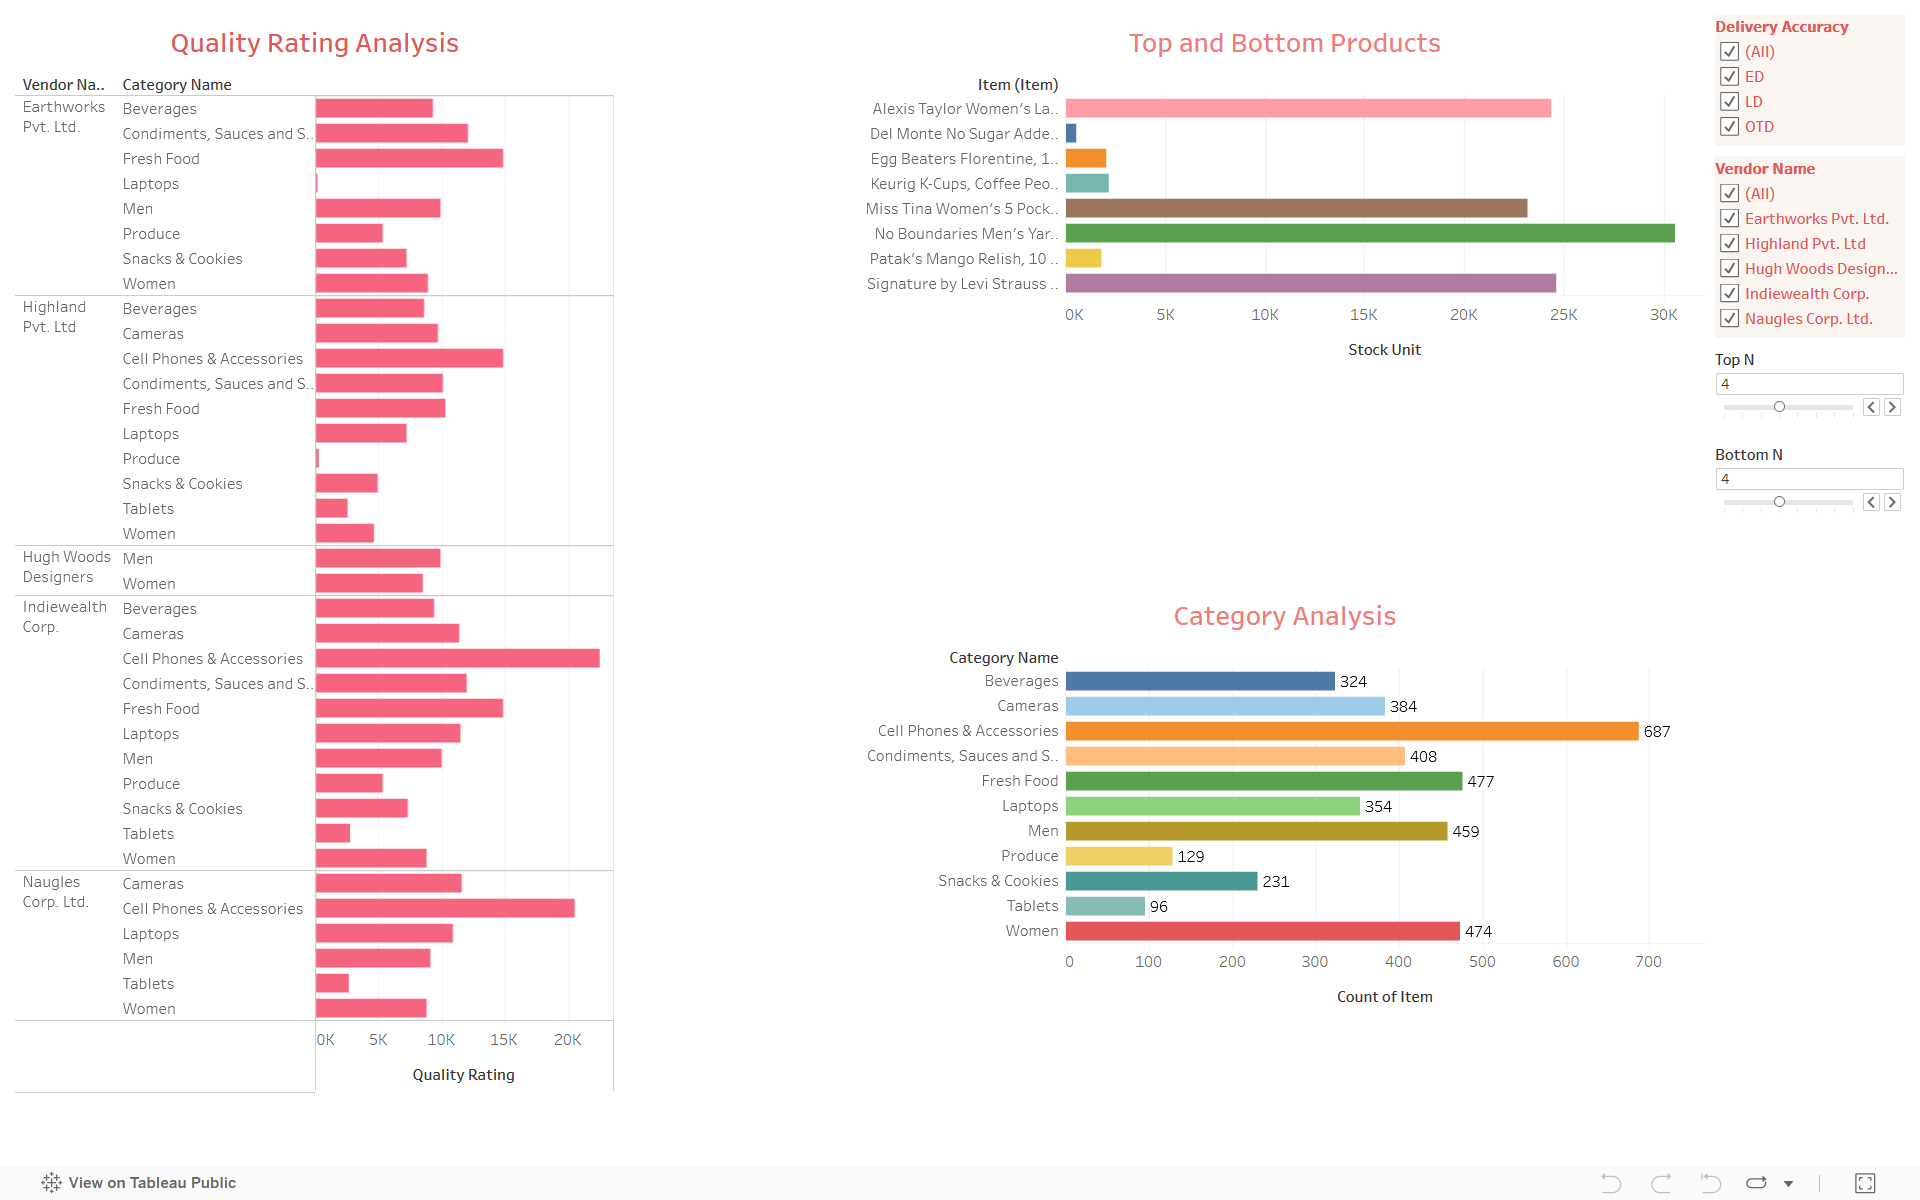 Quality Rating Analysis
Vendor Na.. Category Name
Earthworks Pvt. Ltd.
Beverages
Condiments, Sauces and S..
Fresh Food
Laptops
Men
Produce
Snacks & Cookies
Women
Highland Pvt. Ltd
Beverages
Cameras
Cell Phones & Accessories
Condiments, Sauces and S..
Fresh Food
Laptops
Produce
Snacks & Cookies
Tablets
Women
Hugh Woods Designers
Men
Women
Indiewealth Corp.
Beverages
Cameras
Cell Phones & Accessories
Condiments, Sauces and S..
Fresh Food
Laptops
Men
Produce
Snacks & Cookies
Tablets
Women
Naugles Corp. Ltd.
Cameras
Cell Phones & Accessories
Laptops
Men
Tablets
Women
0K 5K 10K 15K 20K
Quality Rating
Top and Bottom Products
Item (Item)
Alexis Taylor Women's La..
Del Monte No Sugar Adde..
Egg Beaters Florentine, 1..
Keurig K-Cups, Coffee Peo..
Miss Tina Women's 5 Pock..
No Boundaries Men's Yar..
Patak's Mango Relish, 10 ..
Signature by Levi Strauss ..
0K 5K 10K 15K 20K 25K 30K
Stock Unit
Category Analysis
Category Name
Beverages 324
Cameras 384
Cell Phones & Accessories 687
Condiments, Sauces and S.. 408
Fresh Food 477
Laptops 354
Men 459
Produce 129
Snacks & Cookies 231
Tablets 96
Women 474
0 100 200 300 400 500 600 700
Count of Item
Delivery Accuracy
(All)
ED
LD
OTD
Vendor Name
(All)
Earthworks Pvt. Ltd.
Highland Pvt. Ltd
Hugh Woods Design...
Indiewealth Corp.
Naugles Corp. Ltd.
Top N
4
Bottom N
4
View on Tableau Public